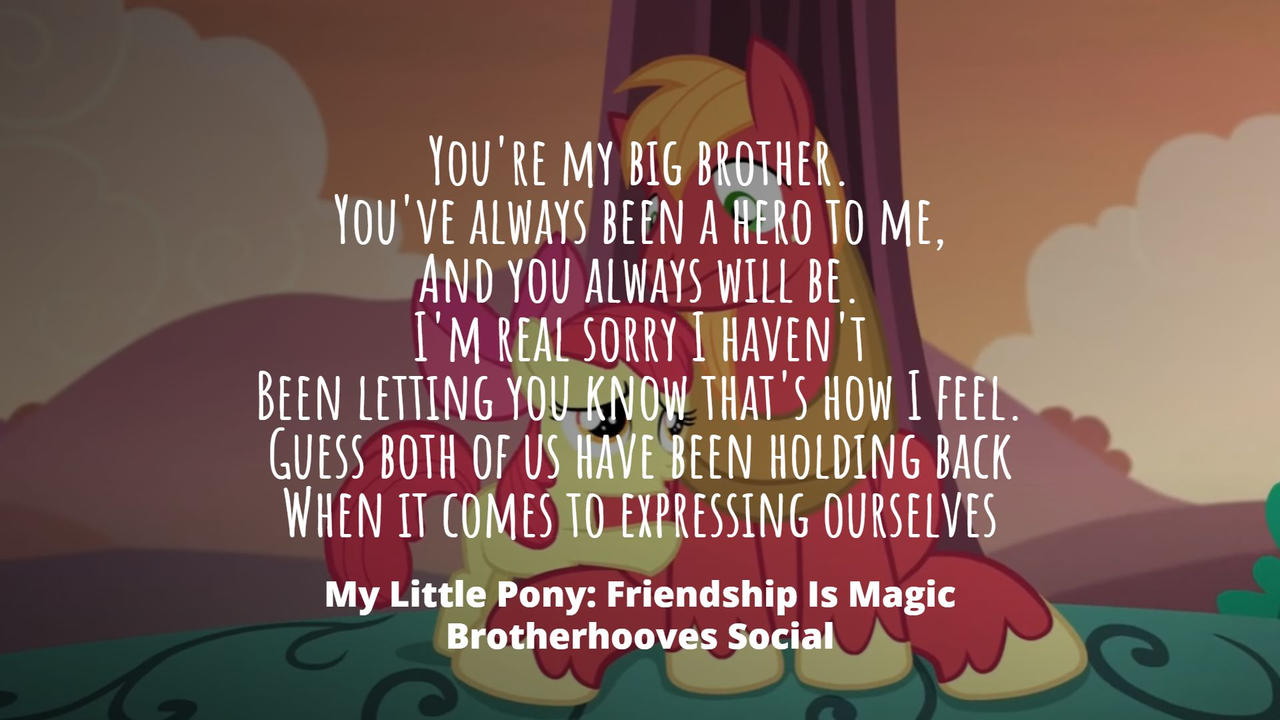 You're my big brother.
You've always been a hero to me,
And you always will be.
I'm real sorry I haven't
Been letting you know that's how I feel.
Guess both of us have been holding back
When it comes to expressing ourselves
My Little Pony: Friendship Is Magic
Brotherhooves Social